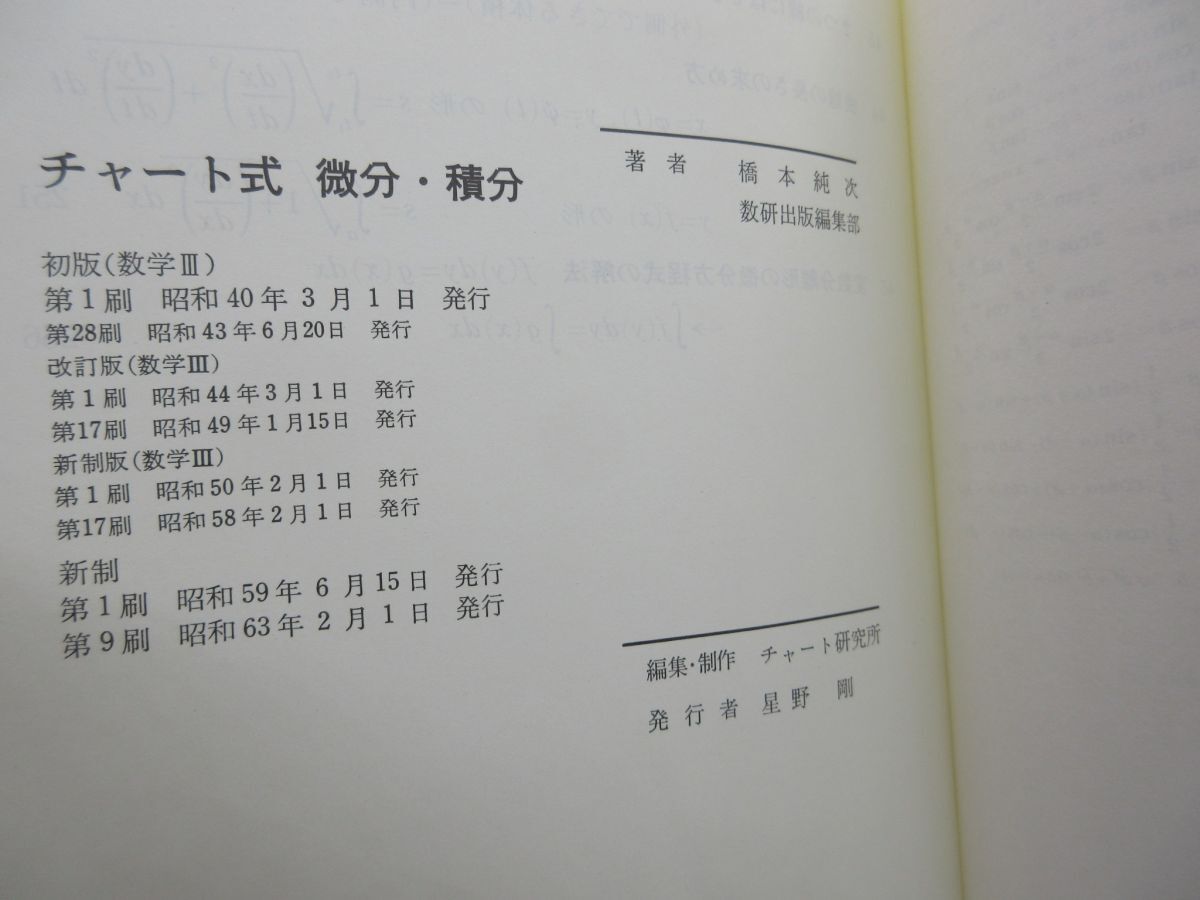 チャート式 微分・積分
初版(数学Ⅲ)
第1刷 昭和40年3月1日 発行
第28刷 昭和43年6月20日 発行
改訂版(数学Ⅲ)
第1刷 昭和44年3月1日 発行
第17刷 昭和49年1月15日 発行
新制版(数学Ⅲ)
第1刷 昭和50年2月1日 発行
第17刷 昭和58年2月1日 発行
新制
第1刷 昭和59年6月15日 発行
第9刷 昭和63年2月1日 発行
著者 橋本純次
数研出版編集部
編集・制作 チャート研究所
発行者 星野 剛